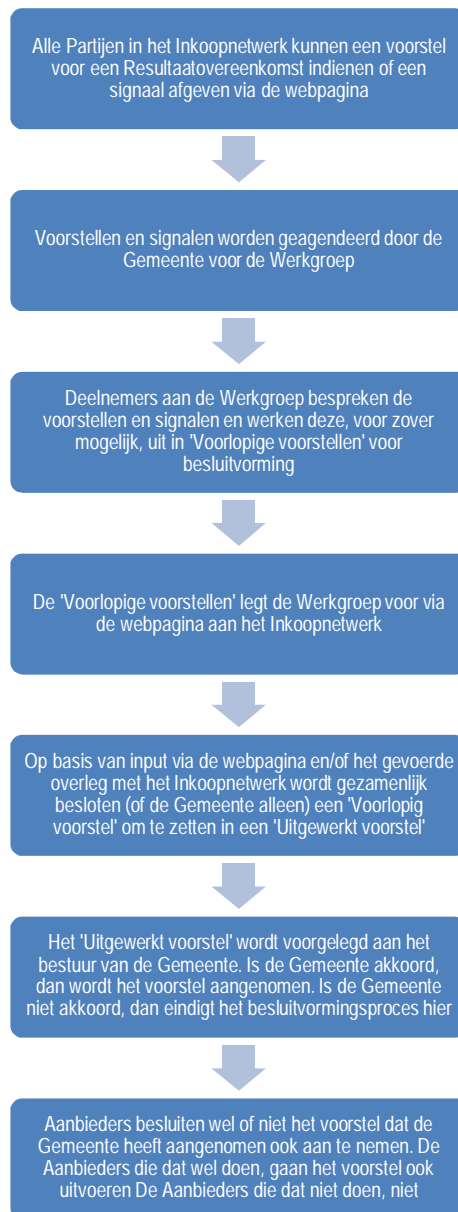 Alle Partijen in het Inkoopnetwerk kunnen een voorstel
voor een Resultaatovereenkomst indienen of een
signaal afgeven via de webpagina
Voorstellen en signalen worden geagendeerd door de
Gemeente voor de Werkgroep
Deelnemers aan de Werkgroep bespreken de
voorstellen en signalen en werken deze, voor zover
mogelijk, uit in 'Voorlopige voorstellen' voor
besluitvorming
De 'Voorlopige voorstellen' legt de Werkgroep voor via
de webpagina aan het Inkoopnetwerk
Op basis van input via de webpagina en/of het gevoerde
overleg met het Inkoopnetwerk wordt gezamenlijk
besloten (of de Gemeente alleen) een 'Voorlopig
voorstel' om te zetten in een 'Uitgewerkt voorstel'
Het 'Uitgewerkt voorstel' wordt voorgelegd aan het
bestuur van de Gemeente. Is de Gemeente akkoord,
dan wordt het voorstel aangenomen. Is de Gemeente
niet akkoord, dan eindigt het besluitvormingsproces hier
Aanbieders besluiten wel of niet het voorstel dat de
Gemeente heeft aangenomen ook aan te nemen. De
Aanbieders die dat wel doen, gaan het voorstel ook
uitvoeren De Aanbieders die dat niet doen, niet